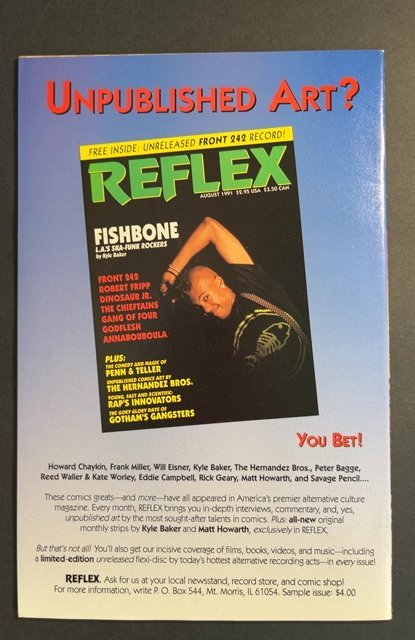 UNPUBLISHED ART?
FREE INSIDE: UNRELEASED FRONT 242 RECORD!
REFLEX
AUGUST 1991 $2.95 USA $3.50 CAN
FISHBONE
L.A.'S SKA-FUNK ROCKERS
by Kyle Baker
FRONT 242
ROBERT FRIPP
DINOSAUR JR.
THE CHIEFTAINS
GANG OF FOUR
GODFLESH
ANNABOUBOULA
PLUS:
THE COMEDY AND MAGIC OF
PENN & TELLER
UNPUBLISHED COMICS ART BY
THE HERNANDEZ BROS.
YOUNG, FAST AND SCIENTIFIC:
RAP'S INNOVATORS
THE GORY GLORY DAYS OF
GOTHAM'S GANGSTERS
YOU BET!
Howard Chaykin, Frank Miller, Will Eisner, Kyle Baker, The Hernandez Bros., Peter Bagge,
Reed Waller & Kate Worley, Eddie Campbell, Rick Geary, Matt Howarth, and Savage Pencil....
These comics greats—and more—have all appeared in America's premier alternative culture
magazine. Every month, REFLEX brings you in-depth interviews, commentary, and, yes,
unpublished art by the most sought-after talents in comics. Plus: all-new original
monthly strips by Kyle Baker and Matt Howarth, exclusively in REFLEX.
But that's not all! You'll also get our incisive coverage of films, books, videos, and music—including
a limited-edition unreleased flexi-disc by today's hottest alternative recording acts—in every issue!
REFLEX. Ask for us at your local newsstand, record store, and comic shop!
For more information, write P. O. Box 544, Mt. Morris, IL 61054. Sample issue: $4.00